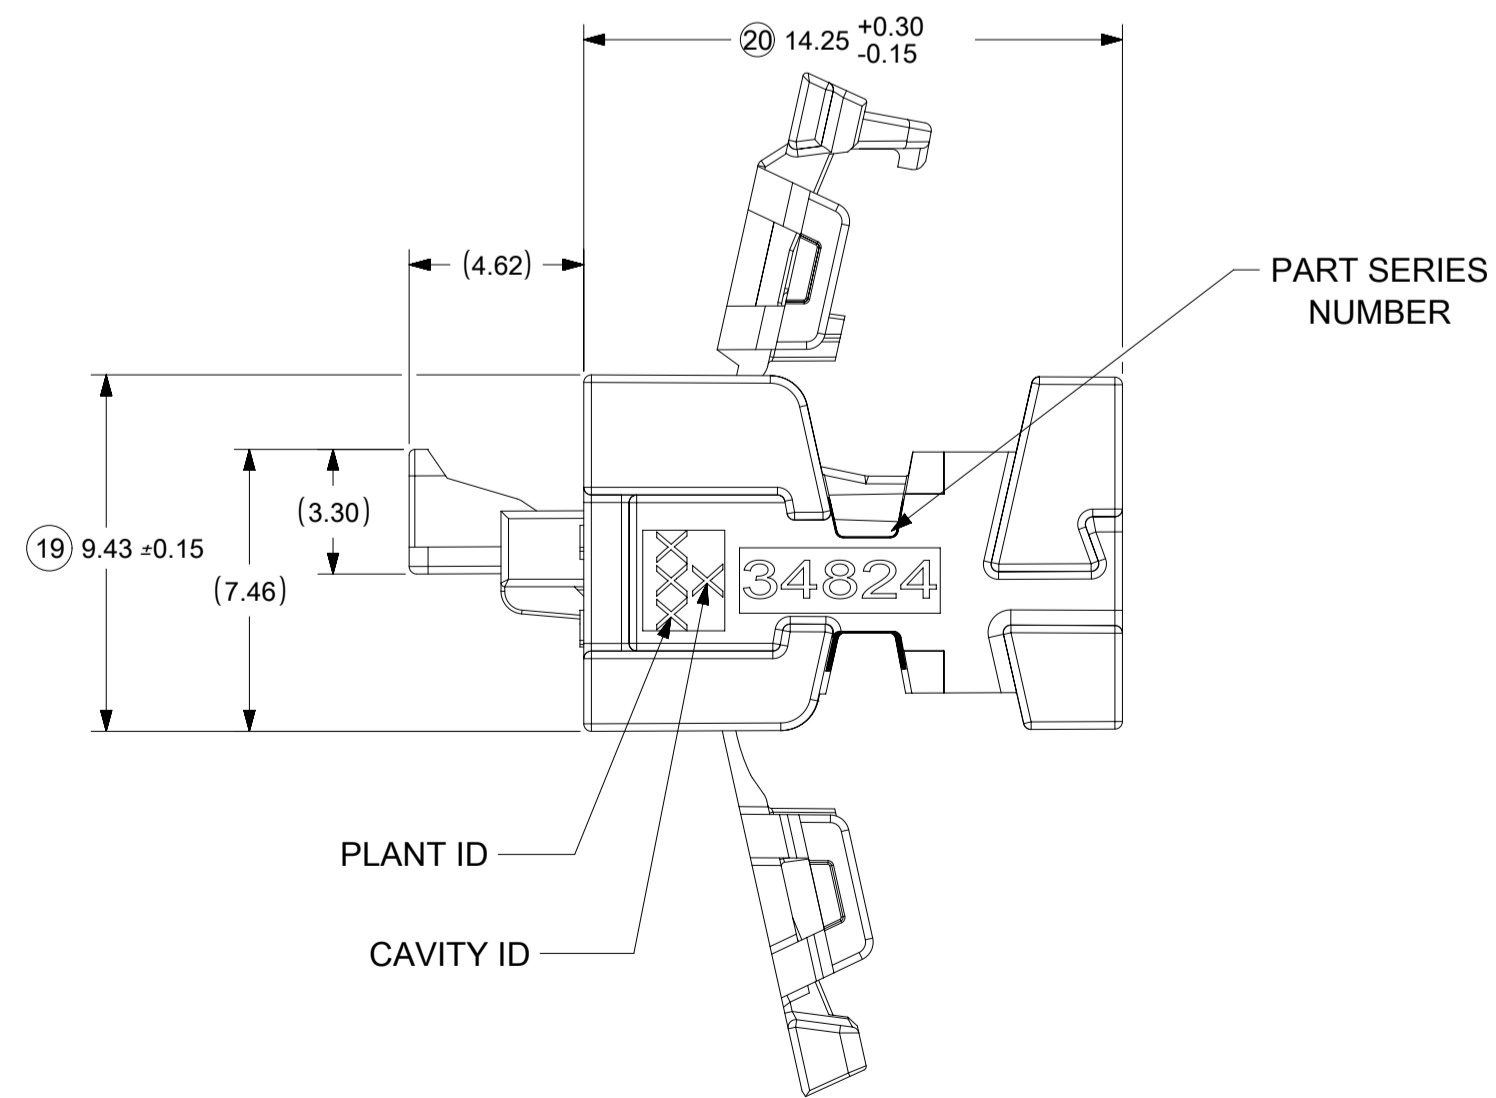 20 14.25 +0.30
-0.15
(4.62)
PART SERIES
NUMBER
(3.30)
19 9.43 ±0.15
(7.46)
XXX
X
34824
PLANT ID
CAVITY ID